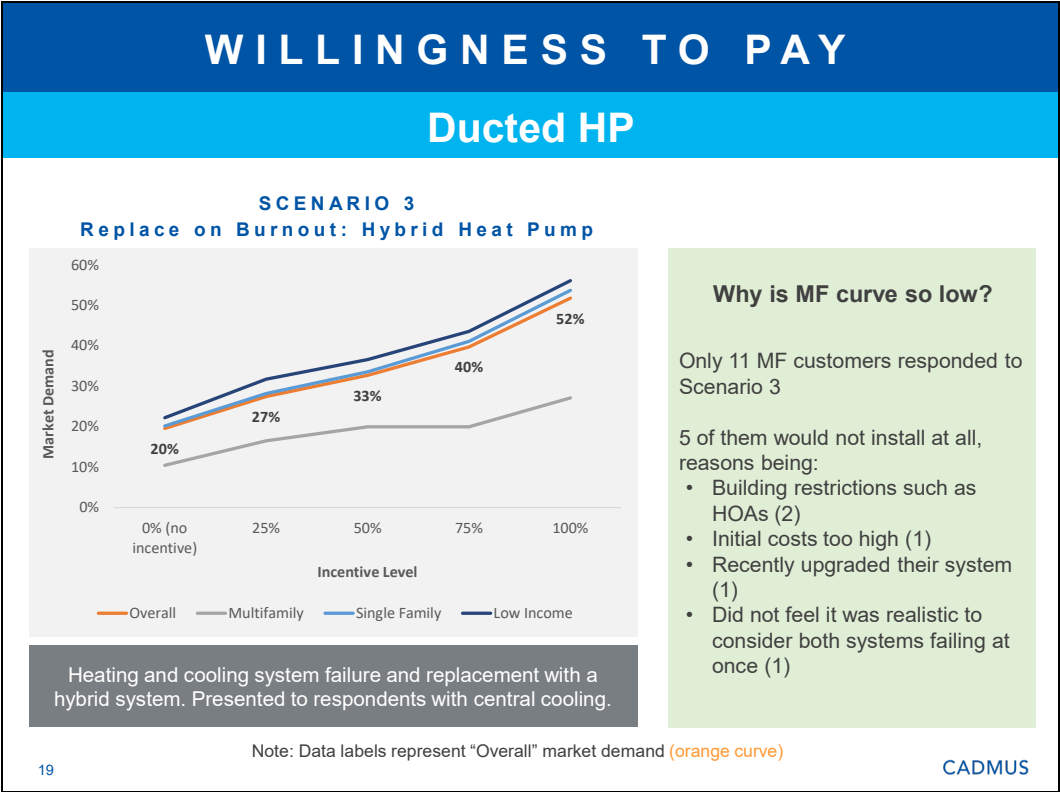 WILLINGNESS TO PAY
Ducted HP
SCENARIO 3
Replace on Burnout: Hybrid Heat Pump
60%
50%
40%
30%
20%
10%
0%
Market Demand
20%
27%
33%
40%
52%
0% (no
incentive)
25%
50%
75%
100%
Incentive Level
Overall
Multifamily
Single Family
Low Income
Heating and cooling system failure and replacement with a
hybrid system. Presented to respondents with central cooling.
Why is MF curve so low?
Only 11 MF customers responded to
Scenario 3
5 of them would not install at all,
reasons being:
• Building restrictions such as
HOAs (2)
• Initial costs too high (1)
• Recently upgraded their system
(1)
• Did not feel it was realistic to
consider both systems failing at
once (1)
Note: Data labels represent “Overall” market demand (orange curve)
19
CADMUS